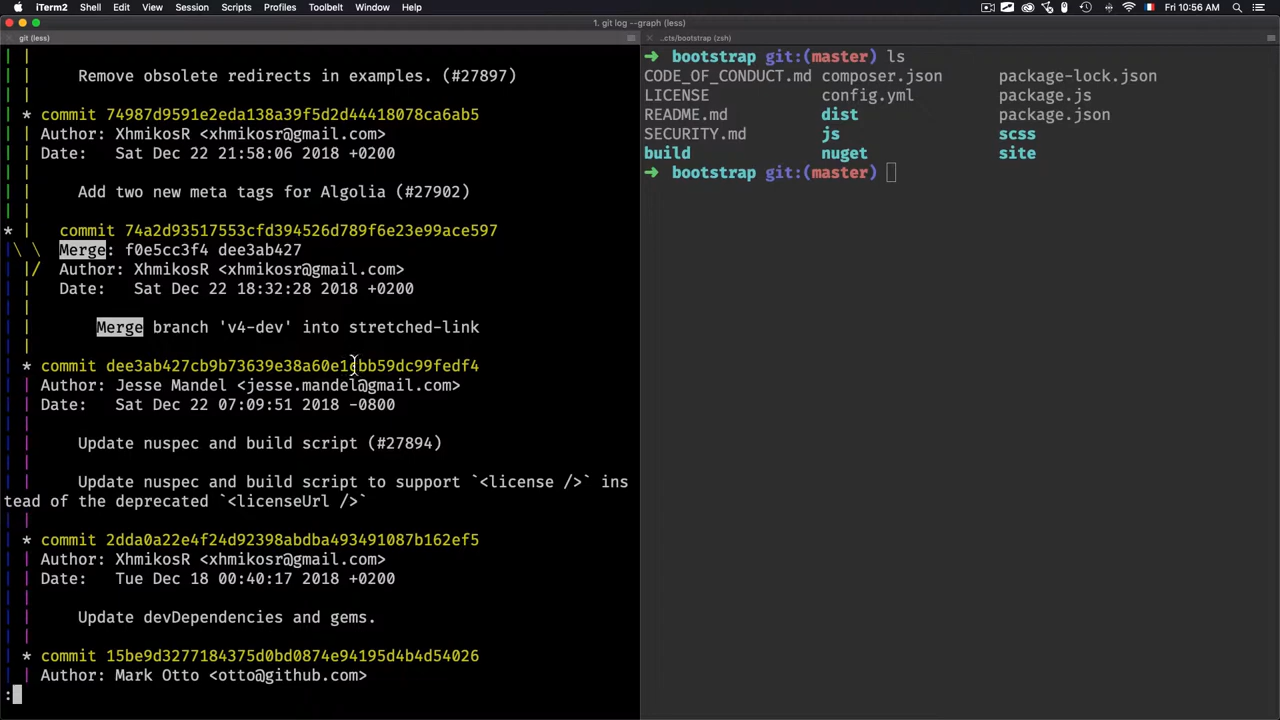 iTerm2 Shell Edit View Session Scripts Profiles Toolbelt Window Help Fri 10:56 AM
1. git log --graph (less)
git (less)
Remove obsolete redirects in examples. (#27897)
* commit 74987d9591e2eda138a39f5d2d44418078ca6ab5
Author: XhmikosR <xhmikosr@gmail.com>
Date: Sat Dec 22 21:58:06 2018 +0200
Add two new meta tags for Algolia (#27902)
* | commit 74a2d93517553cfd394526d789f6e23e99ace597
|\ \ Merge: f0e5cc3f4 dee3ab427
| |/ Author: XhmikosR <xhmikosr@gmail.com>
| | Date: Sat Dec 22 18:32:28 2018 +0200
Merge branch 'v4-dev' into stretched-link
| * commit dee3ab427cb9b73639e38a60e1dbb59dc99fedf4
| | Author: Jesse Mandel <jesse.mandel@gmail.com>
| | Date: Sat Dec 22 07:09:51 2018 -0800
Update nuspec and build script (#27894)
Update nuspec and build script to support `<license />` ins
tead of the deprecated `<licenseUrl />`
| * commit 2dda0a22e4f24d92398abdba493491087b162ef5
| | Author: XhmikosR <xhmikosr@gmail.com>
| | Date: Tue Dec 18 00:40:17 2018 +0200
Update devDependencies and gems.
| * commit 15be9d3277184375d0bd0874e94195d4b4d54026
| | Author: Mark Otto <otto@github.com>
:
..cts/bootstrap (zsh)
➜ bootstrap git:(master) ls
CODE_OF_CONDUCT.md composer.json package-lock.json
LICENSE config.yml package.js
README.md dist package.json
SECURITY.md js scss
build nuget site
➜ bootstrap git:(master)